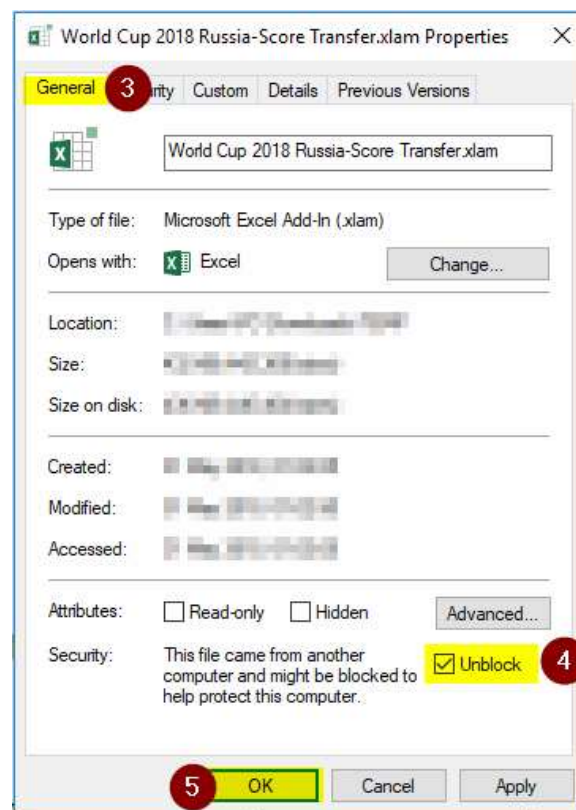 World Cup 2018 Russia-Score Transfer.xlam Properties
General 3 rity Custom Details Previous Versions
World Cup 2018 Russia-Score Transfer.xlam
Type of file: Microsoft Excel Add-In (.xlam)
Opens with: Excel Change...
Location:
Size:
Size on disk:
Created:
Modified:
Accessed:
Attributes: Read-only Hidden Advanced...
Security: This file came from another
computer and might be blocked to
help protect this computer.
Unblock 4
5 OK Cancel Apply